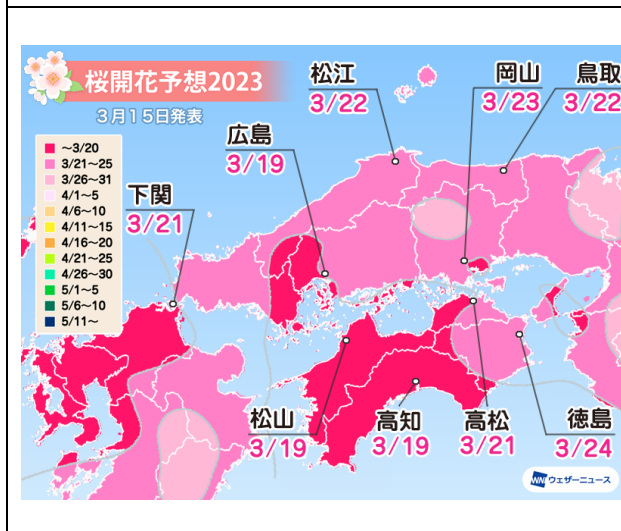 桜開花予想2023
3月15日発表
～3/20
3/21～25
3/26～31
4/1～5
4/6～10
4/11～15
4/16～20
4/21～25
4/26～30
5/1～5
5/6～10
5/11～
松江
3/22
岡山
3/23
鳥取
3/22
広島
3/19
下関
3/21
松山
3/19
高知
3/19
高松
3/21
徳島
3/24
WN ウェザーニュース